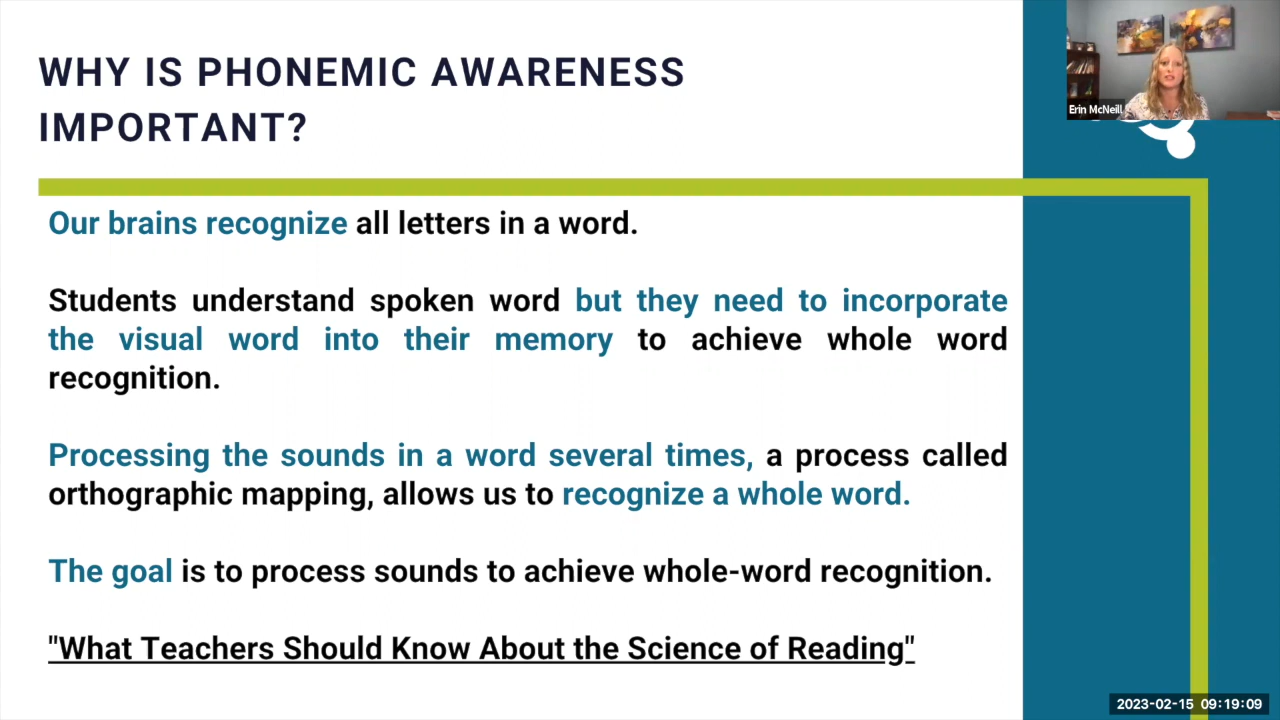 WHY IS PHONEMIC AWARENESS
IMPORTANT?
Erin McNeill
Our brains recognize all letters in a word.
Students understand spoken word but they need to incorporate
the visual word into their memory to achieve whole word
recognition.
Processing the sounds in a word several times, a process called
orthographic mapping, allows us to recognize a whole word.
The goal is to process sounds to achieve whole-word recognition.
"What Teachers Should Know About the Science of Reading"
2023-02-15 09:19:09